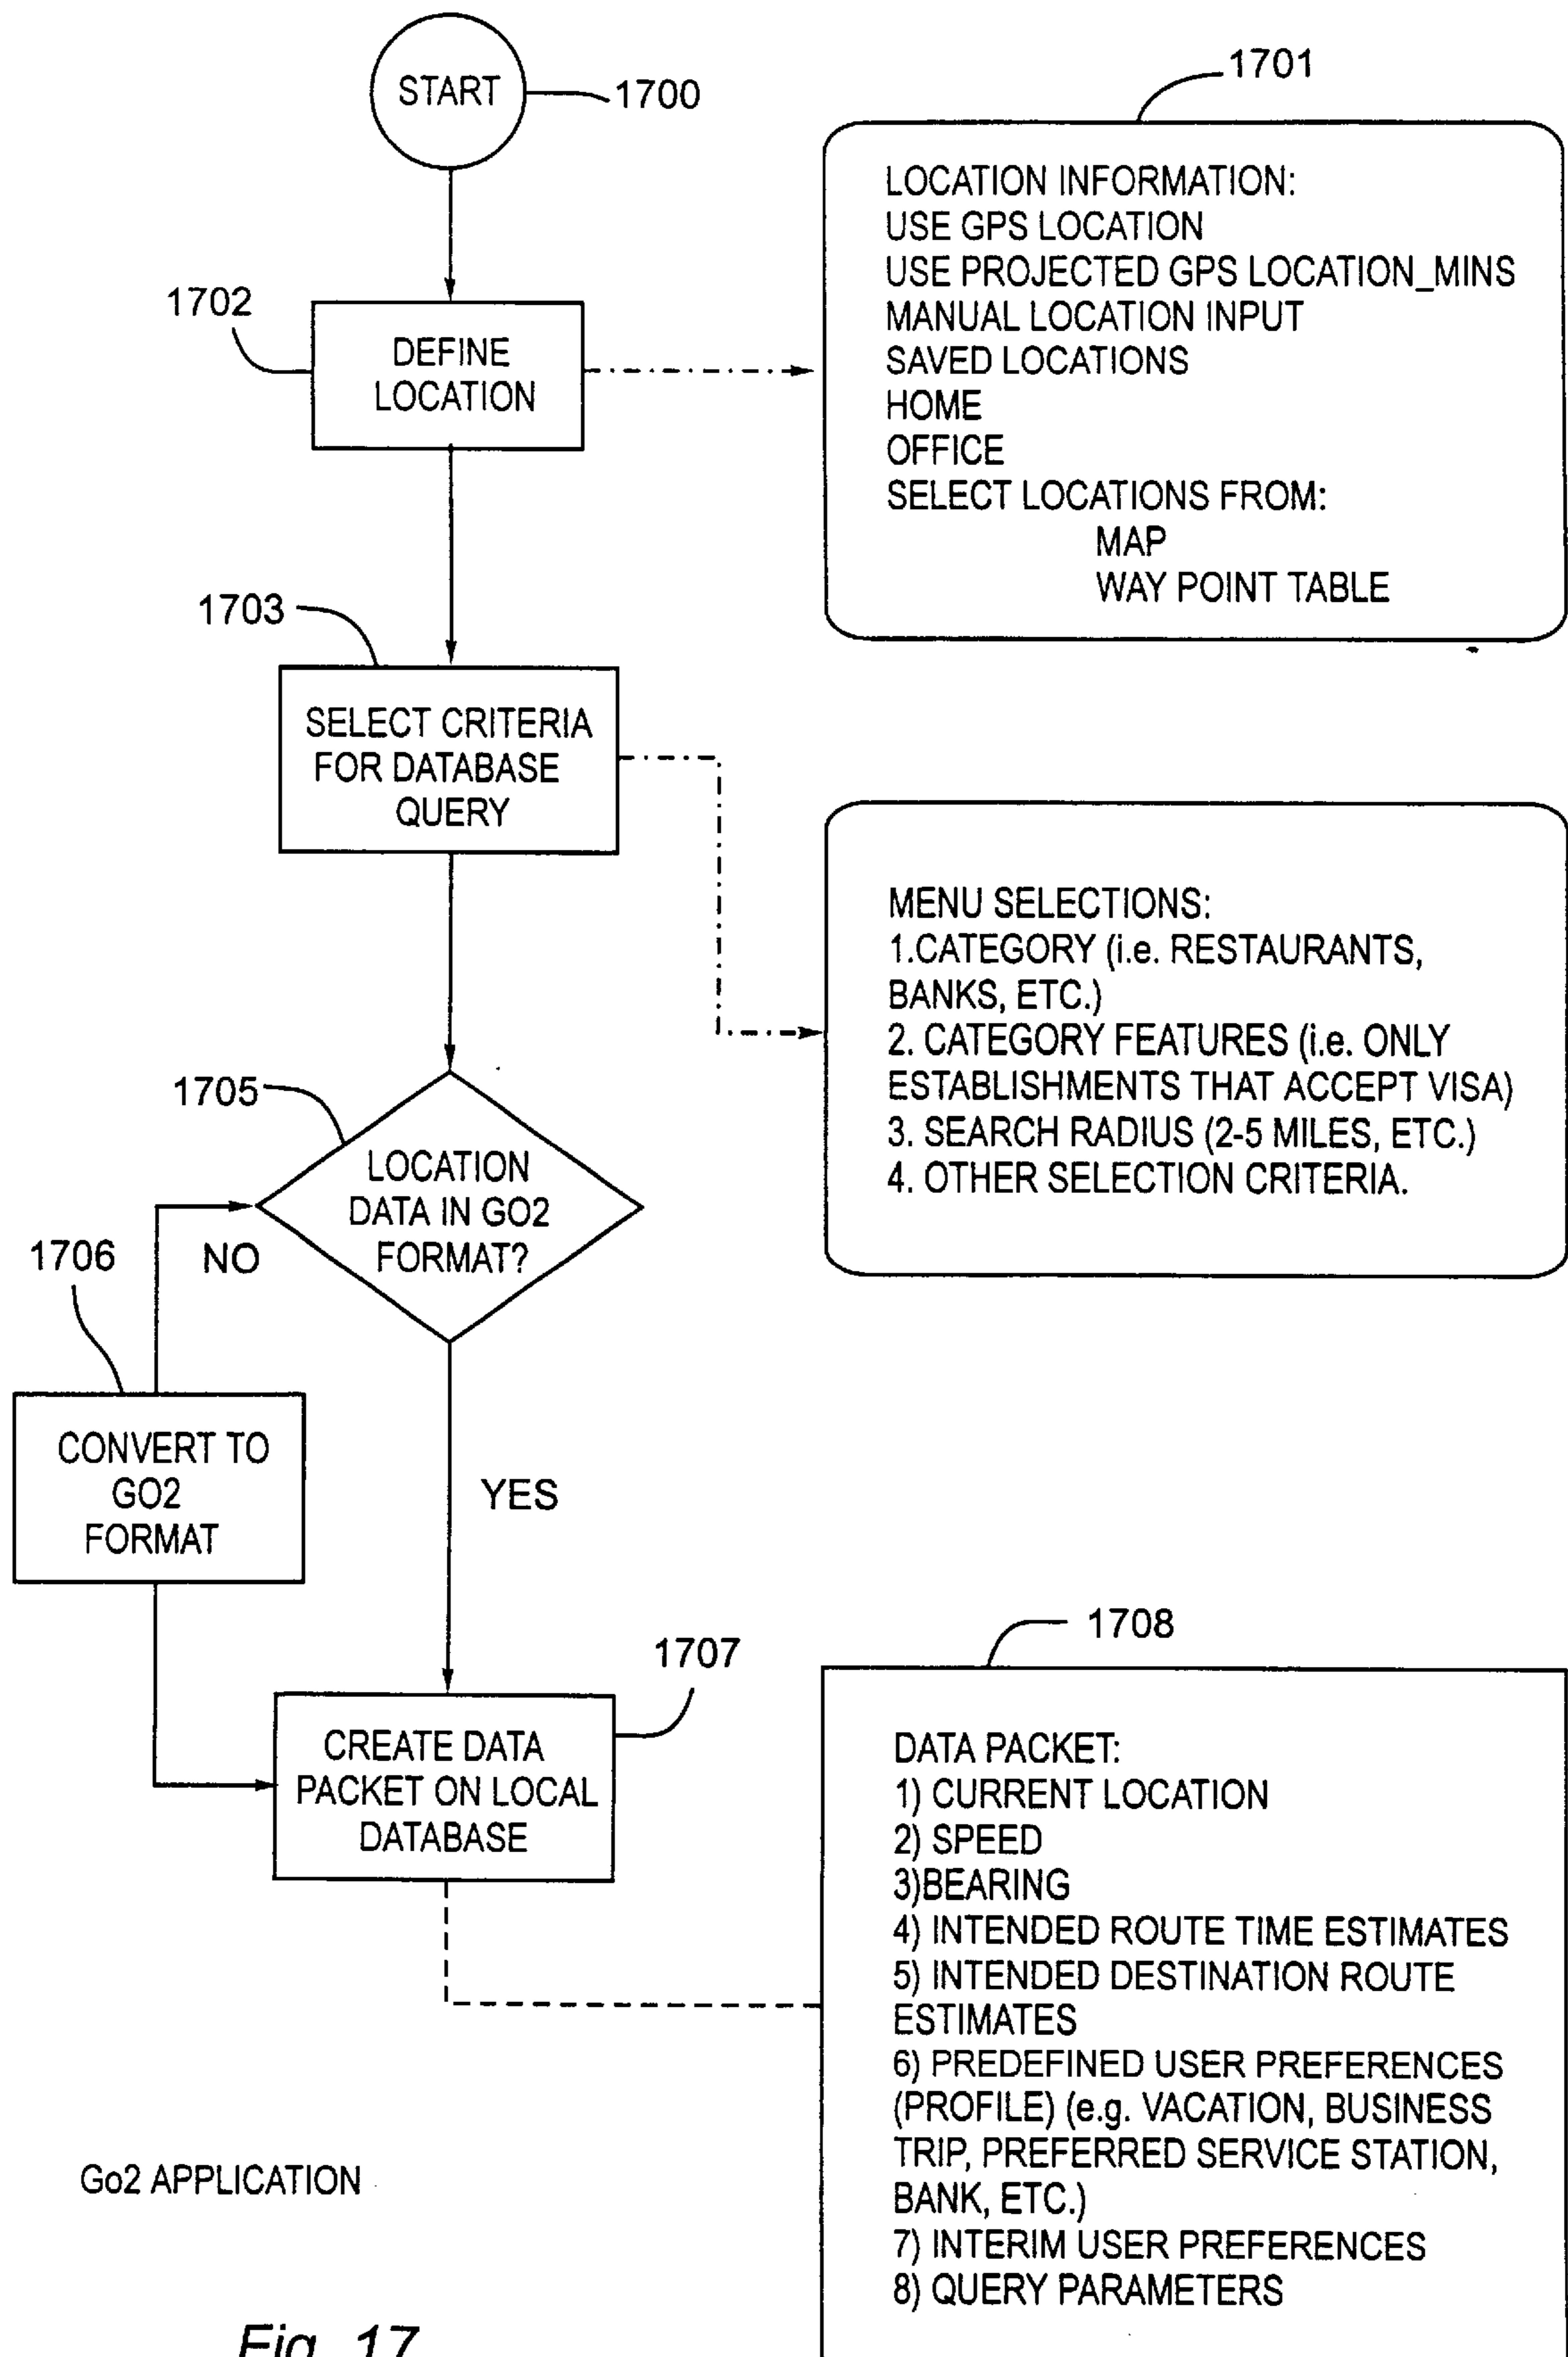 START
1700
1701
LOCATION INFORMATION:
USE GPS LOCATION
USE PROJECTED GPS LOCATION_MINS
MANUAL LOCATION INPUT
SAVED LOCATIONS
HOME
OFFICE
SELECT LOCATIONS FROM:
MAP
WAY POINT TABLE
1702
DEFINE
LOCATION
1703
SELECT CRITERIA
FOR DATABASE
QUERY
MENU SELECTIONS:
1.CATEGORY (i.e. RESTAURANTS,
BANKS, ETC.)
2. CATEGORY FEATURES (i.e. ONLY
ESTABLISHMENTS THAT ACCEPT VISA)
3. SEARCH RADIUS (2-5 MILES, ETC.)
4. OTHER SELECTION CRITERIA.
1705
LOCATION
DATA IN GO2
FORMAT?
NO
1706
CONVERT TO
GO2
FORMAT
YES
1707
CREATE DATA
PACKET ON LOCAL
DATABASE
1708
DATA PACKET:
1) CURRENT LOCATION
2) SPEED
3)BEARING
4) INTENDED ROUTE TIME ESTIMATES
5) INTENDED DESTINATION ROUTE
ESTIMATES
6) PREDEFINED USER PREFERENCES
(PROFILE) (e.g. VACATION, BUSINESS
TRIP, PREFERRED SERVICE STATION,
BANK, ETC.)
7) INTERIM USER PREFERENCES
8) QUERY PARAMETERS
Go2 APPLICATION
Fig. 17